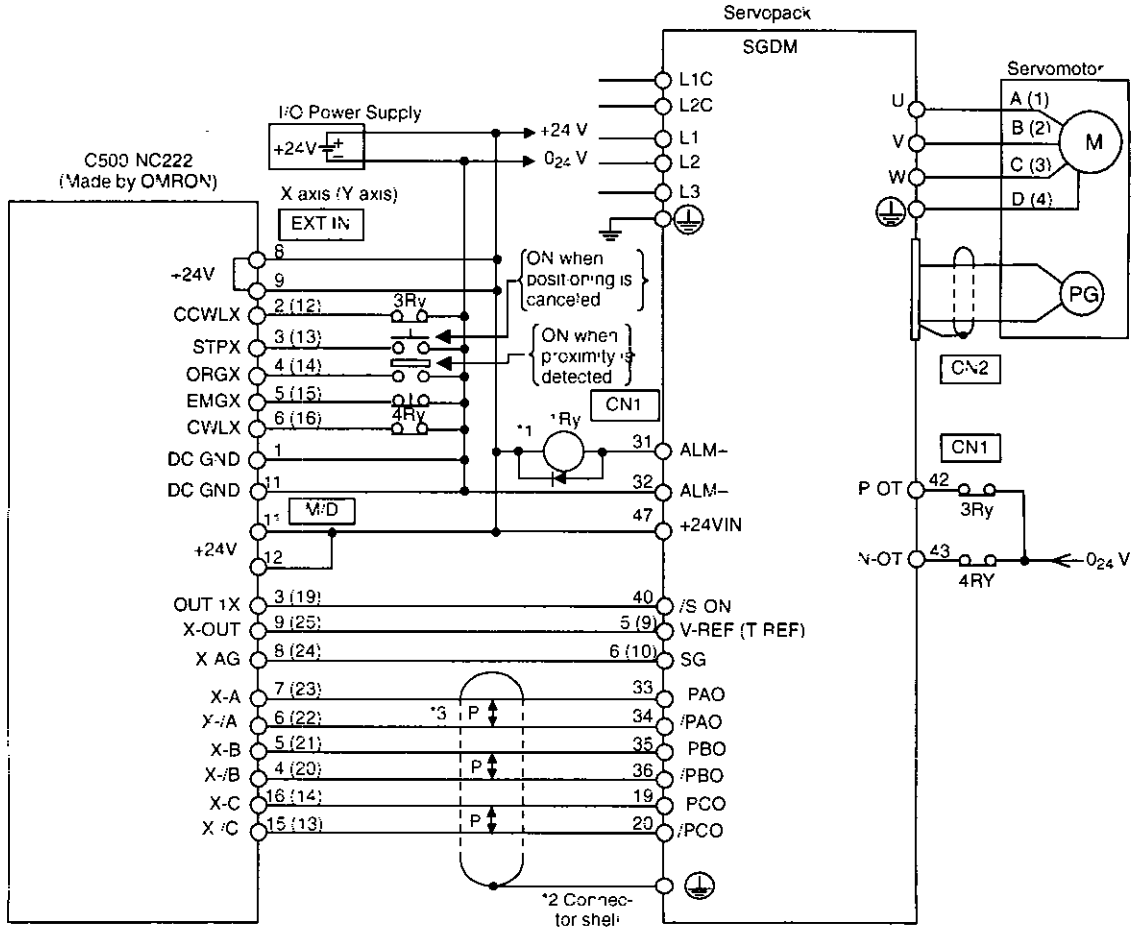 Servopack
SGDM
Servomotor
L1C
L2C
L1
L2
L3
I/O Power Supply
+24V
+
–
+24 V
0₂₄ V
C500 NC222
(Made by OMRON)
X axis (Y axis)
EXT IN
U
V
W
A (1)
B (2)
C (3)
D (4)
M
PG
CN2
8
+24V
9
CCWLX 2 (12) 3Ry
STPX 3 (13)
ORGX 4 (14)
EMGX 5 (15)
CWLX 6 (16) 4Ry
DC GND 1
DC GND 11
ON when
positioning is
canceled
ON when
proximity is
detected
CN1
*1 1Ry 31 ALM–
32 ALM–
M/D
11 47 +24VIN
+24V
12
CN1
P OT 42 3Ry
N-OT 43 4RY 0₂₄ V
OUT 1X 3 (19) 40 /S ON
X-OUT 9 (25) 5 (9) V-REF (T REF)
X AG 8 (24) 6 (10) SG
X-A 7 (23) 33 PAO
*3 P
X-/A 6 (22) 34 /PAO
X-B 5 (21) 35 PBO
P
X-/B 4 (20) 36 /PBO
X-C 16 (14) 19 PCO
P
X /C 15 (13) 20 /PCO
*2 Connec-
tor shell